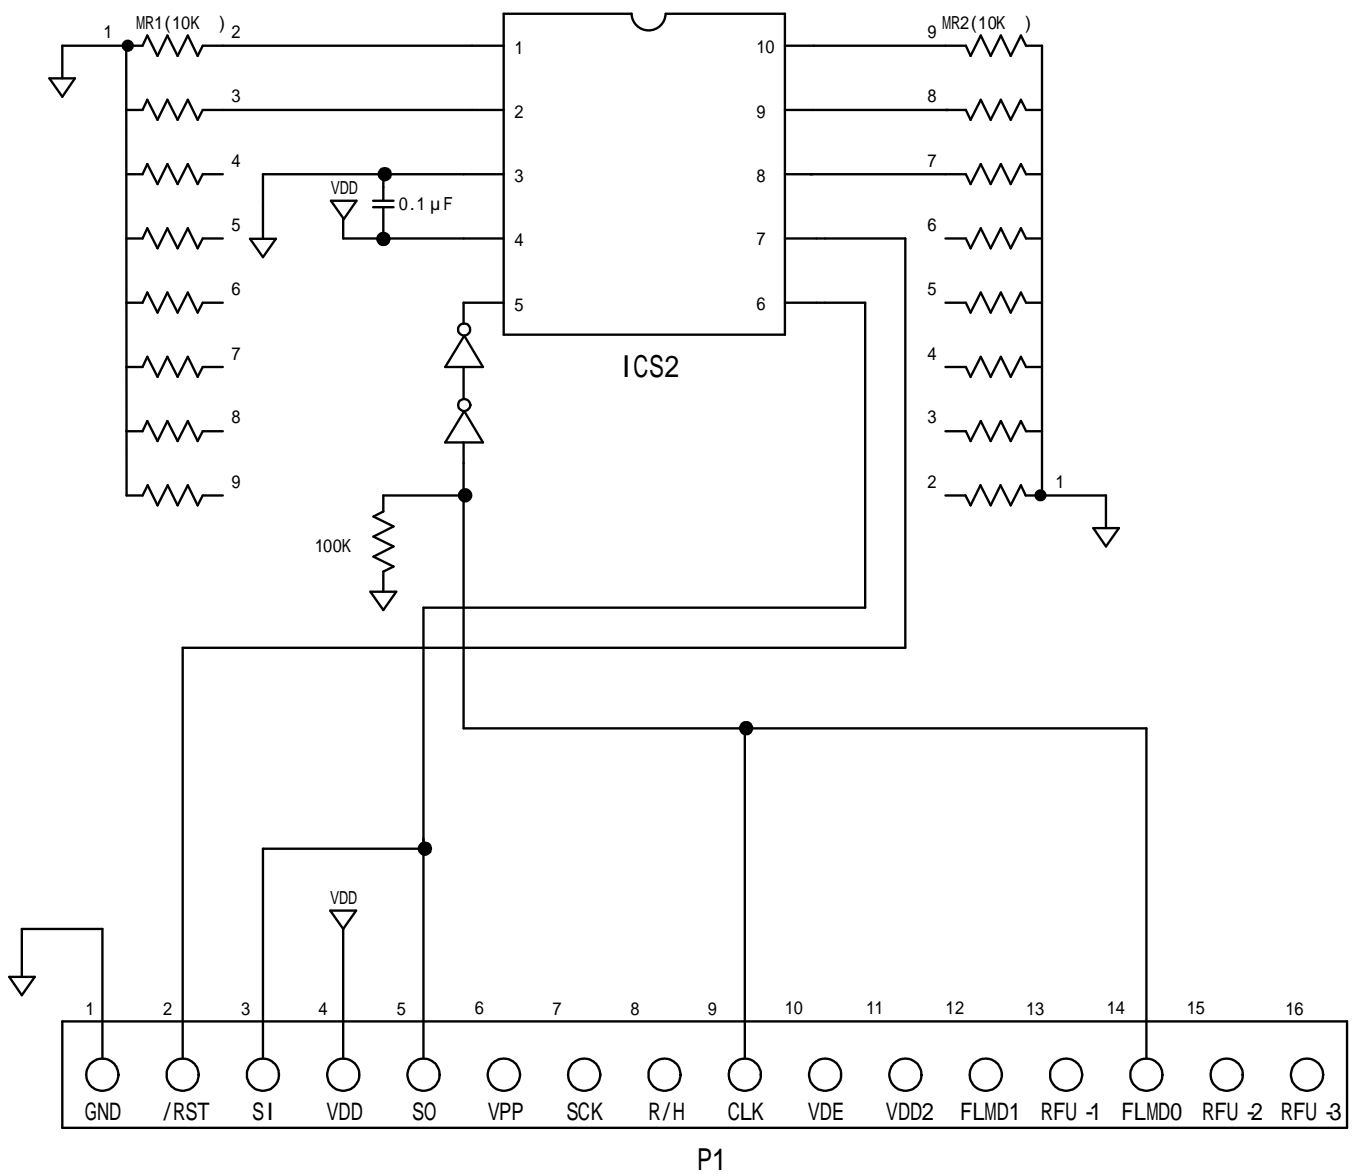 1 MR1(10K ) 2 1 10 9 MR2(10K )
3 2 9 8
4 3 8 7
VDD 0.1µF
5 4 7 6
6 5 6 5
7 ICS2 4
8 3
9 2 1
100K
VDD
1 2 3 4 5 6 7 8 9 10 11 12 13 14 15 16
GND /RST SI VDD SO VPP SCK R/H CLK VDE VDD2 FLMD1 RFU-1 FLMD0 RFU-2 RFU-3
P1